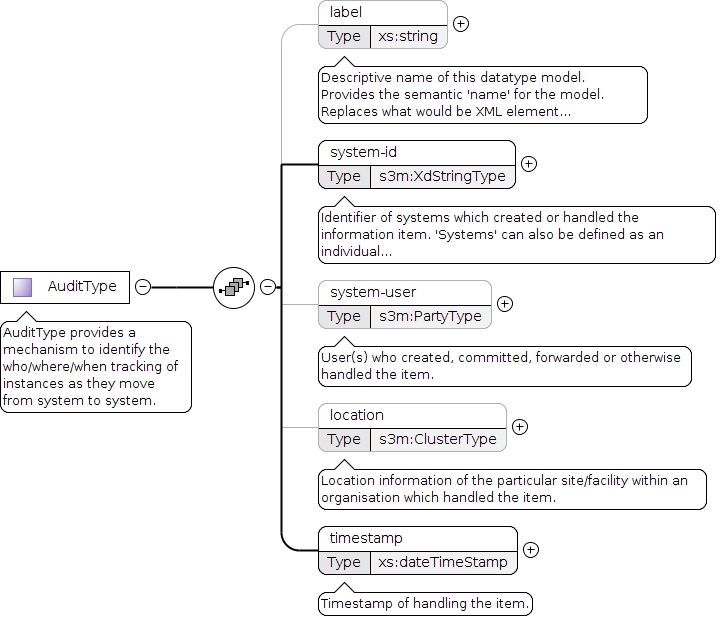 label
Type xs:string
Descriptive name of this datatype model.
Provides the semantic 'name' for the model.
Replaces what would be XML element...
system-id
Type s3m:XdStringType
Identifier of systems which created or handled the
information item. 'Systems' can also be defined as an
individual...
AuditType
AuditType provides a
mechanism to identify the
who/where/when tracking of
instances as they move
from system to system.
system-user
Type s3m:PartyType
User(s) who created, committed, forwarded or otherwise
handled the item.
location
Type s3m:ClusterType
Location information of the particular site/facility within an
organisation which handled the item.
timestamp
Type xs:dateTimeStamp
Timestamp of handling the item.